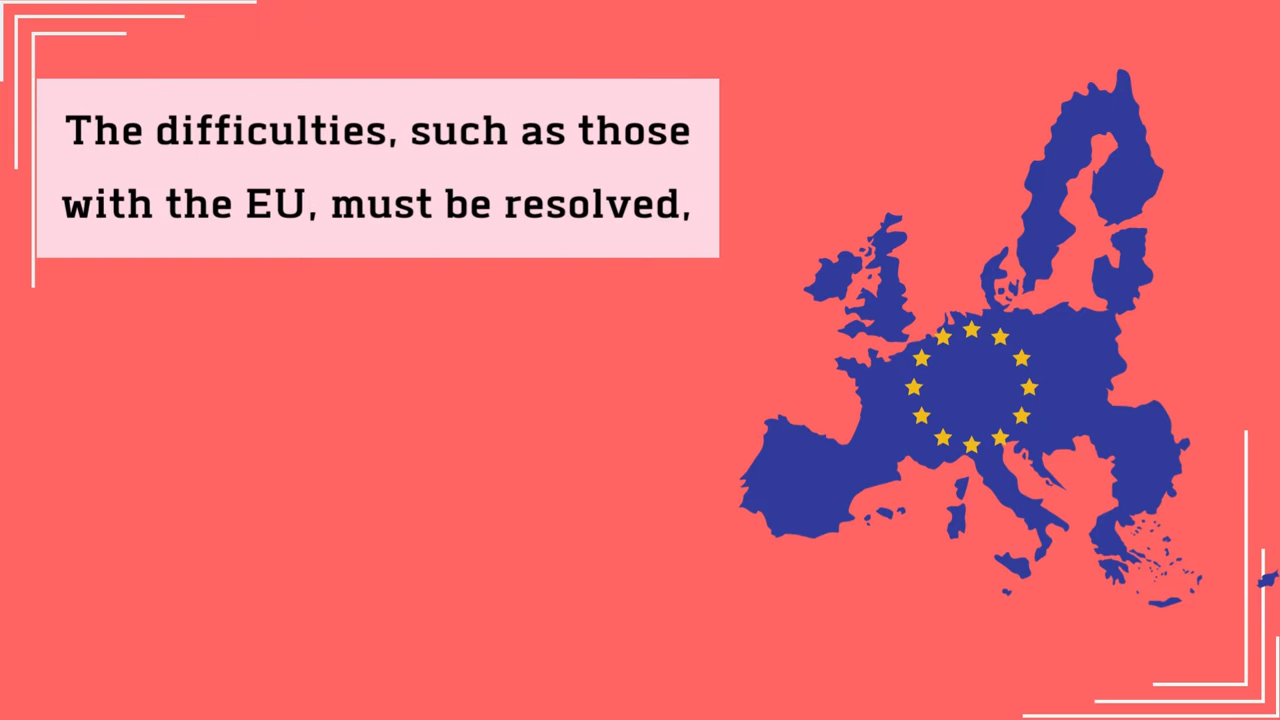 The difficulties, such as those
with the EU, must be resolved,